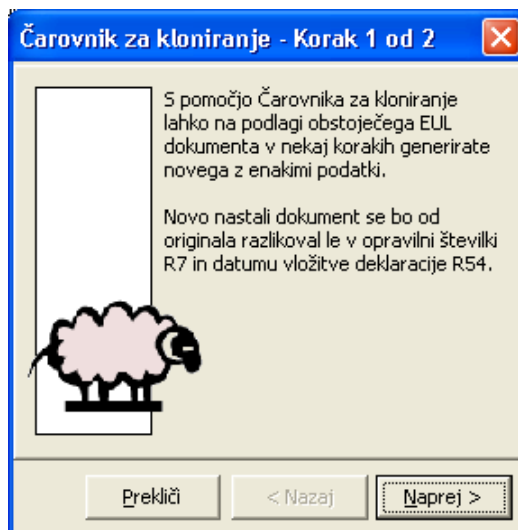 Čarovnik za kloniranje - Korak 1 od 2
S pomočjo Čarovnika za kloniranje
lahko na podlagi obstoječega EUL
dokumenta v nekaj korakih generirate
novega z enakimi podatki.
Novo nastali dokument se bo od
originala razlikoval le v opravilni številki
R7 in datumu vložitve deklaracije R54.
Prekliči
< Nazaj
Naprej >